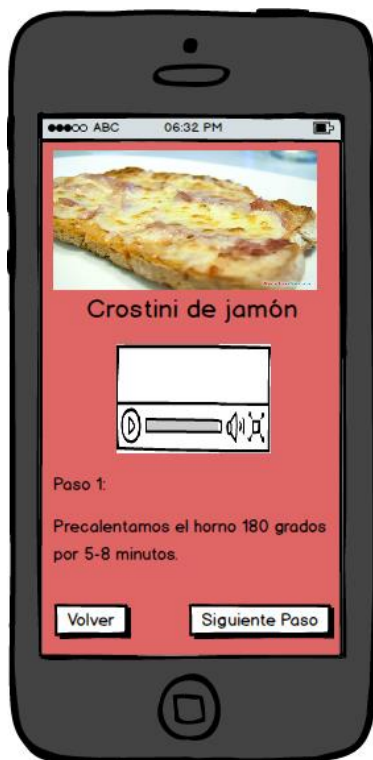 ABC 06:32 PM
Crostini de jamón
Paso 1:
Precalentamos el horno 180 grados
por 5-8 minutos.
Volver Siguiente Paso